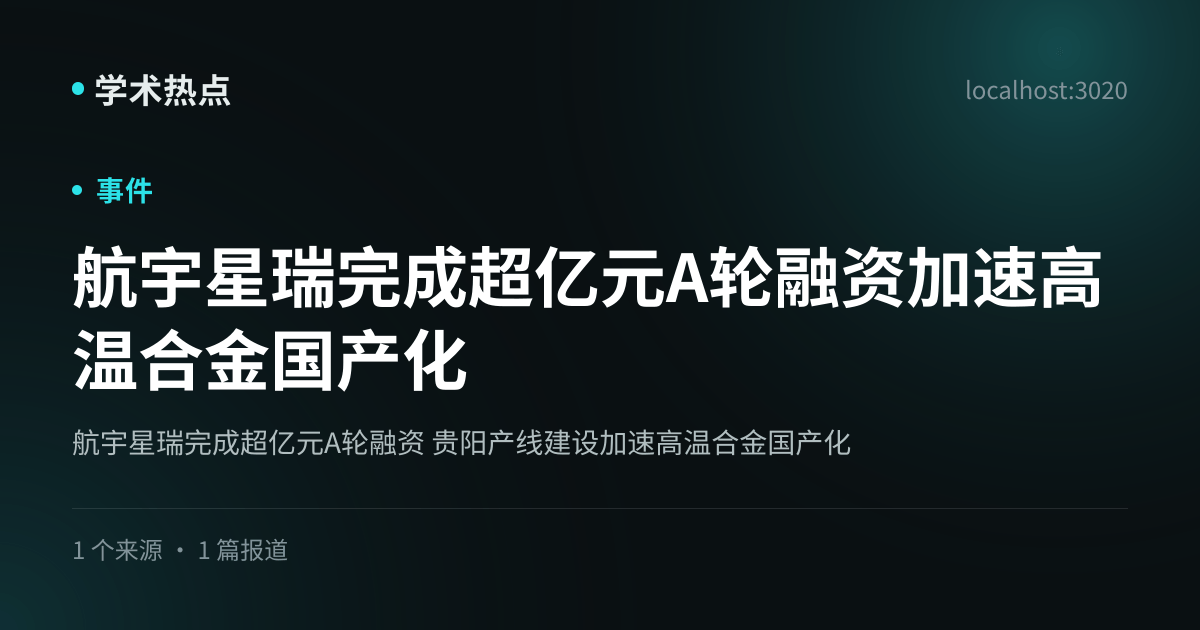 学术热点
localhost:3020
事件
航宇星瑞完成超亿元A轮融资加速高
温合金国产化
航宇星瑞完成超亿元A轮融资 贵阳产线建设加速高温合金国产化
1 个来源 · 1 篇报道